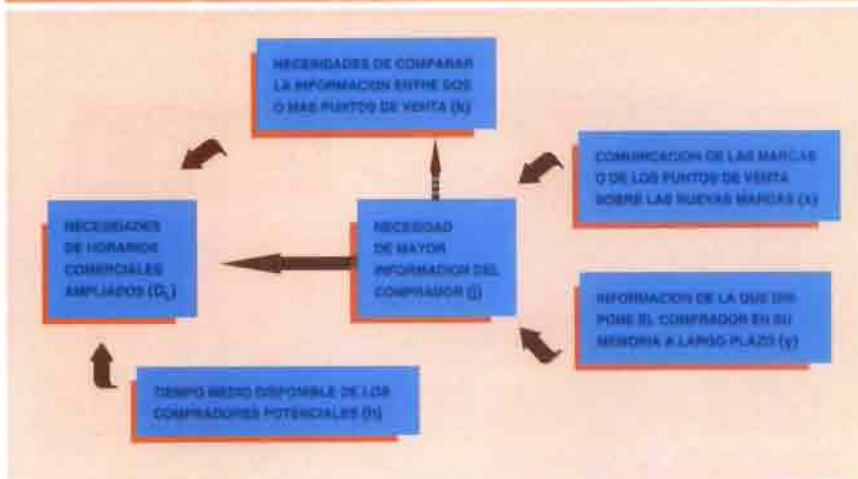 NECESIDADES DE COMPARAR
LA INFORMACION ENTRE DOS
O MAS PUNTOS DE VENTA (k)
COMUNICACION DE LAS MARCAS
O DE LOS PUNTOS DE VENTA
SOBRE LAS NUEVAS MARCAS (x)
NECESIDADES
DE HORARIOS
COMERCIALES
AMPLIADOS (DL)
NECESIDAD
DE MAYOR
INFORMACION DEL
COMPRADOR (j)
INFORMACION DE LA QUE DIS-
PONE EL COMPRADOR EN SU
MEMORIA A LARGO PLAZO (y)
TIEMPO MEDIO DISPONIBLE DE LOS
COMPRADORES POTENCIALES (h)